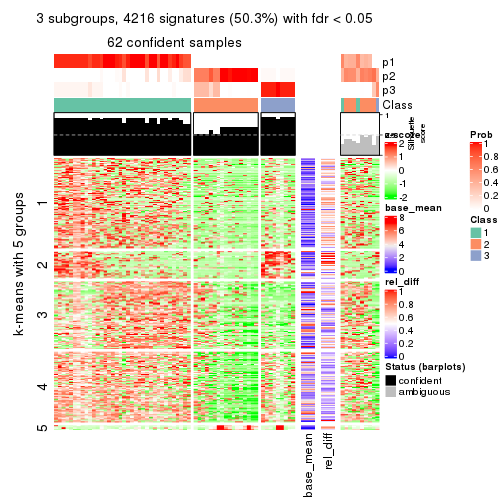 3 subgroups, 4216 signatures (50.3%) with fdr < 0.05
62 confident samples
p1
p2
p3
Class
1
Silhouette
score
z-score
2
1
0
-1
-2
base_mean
8
6
4
2
0
rel_diff
1
0.8
0.6
0.4
0.2
0
Status (barplots)
confident
ambiguous
Prob
1
0.8
0.6
0.4
0.2
0
Class
1
2
3
k-means with 5 groups
1
2
3
4
5
base_mean
rel_diff